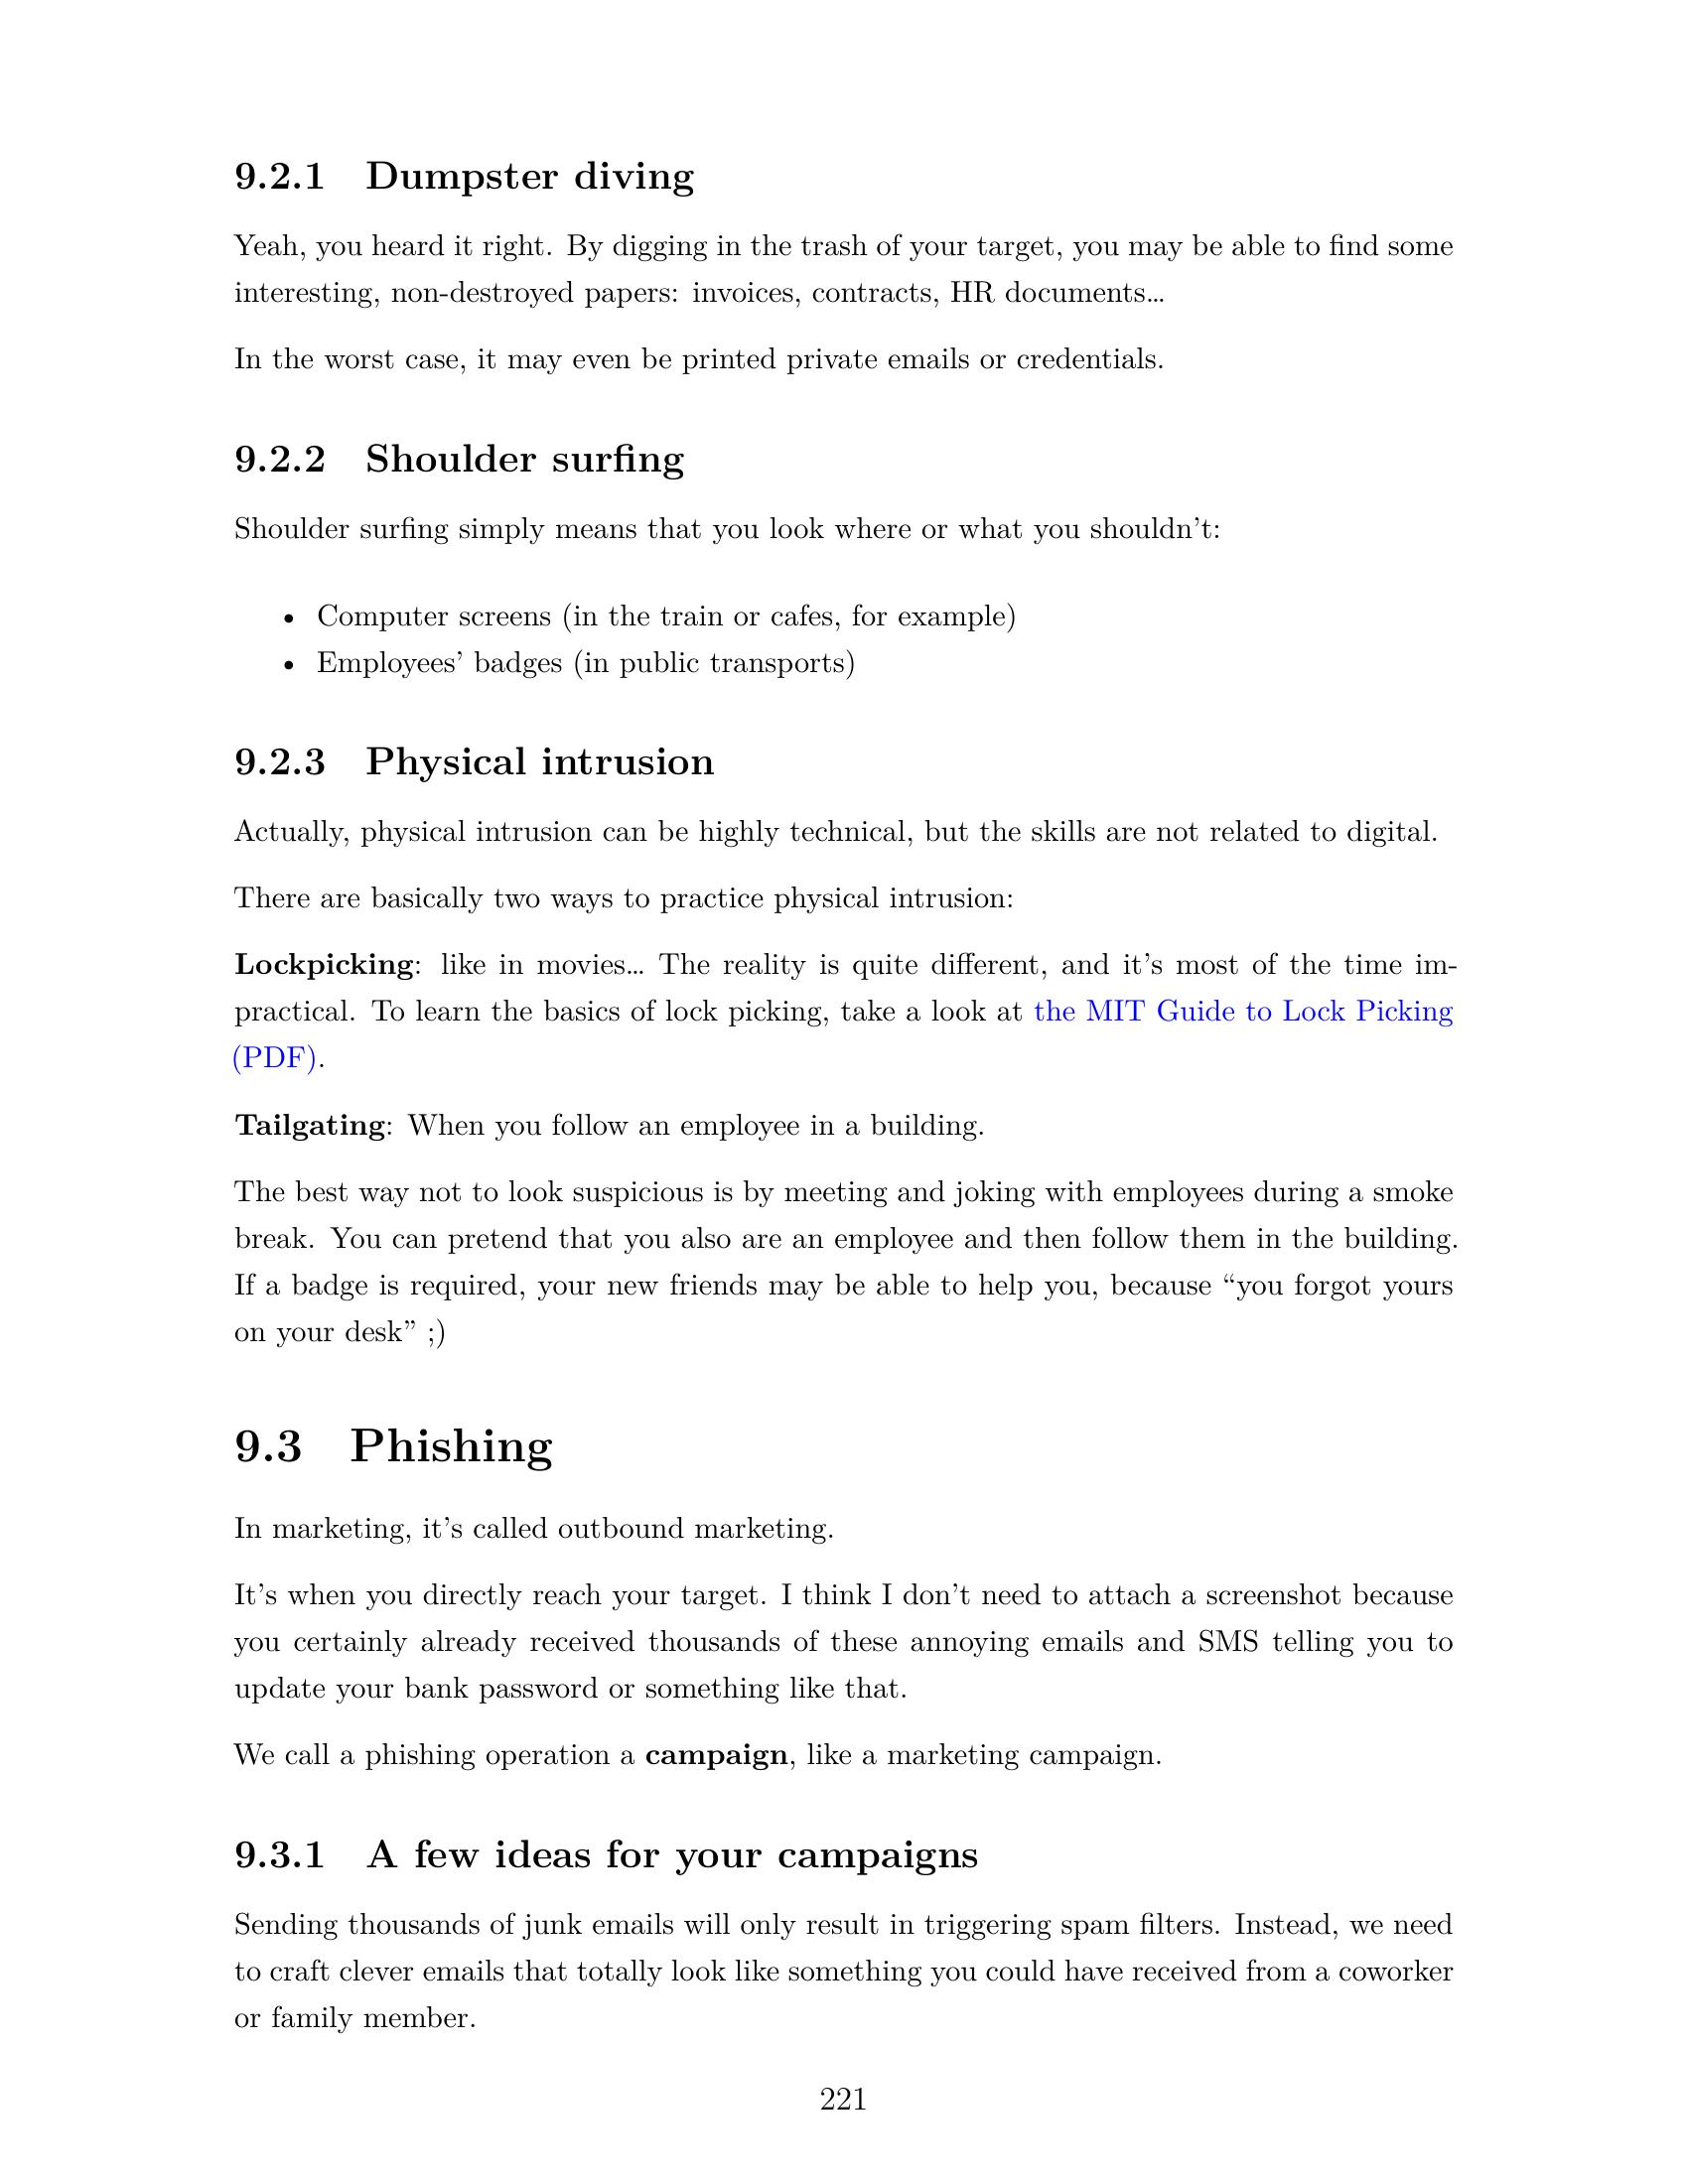 9.2.1 Dumpster diving
Yeah, you heard it right. By digging in the trash of your target, you may be able to find some
interesting, non-destroyed papers: invoices, contracts, HR documents…
In the worst case, it may even be printed private emails or credentials.
9.2.2 Shoulder surfing
Shoulder surfing simply means that you look where or what you shouldn’t:
• Computer screens (in the train or cafes, for example)
• Employees’ badges (in public transports)
9.2.3 Physical intrusion
Actually, physical intrusion can be highly technical, but the skills are not related to digital.
There are basically two ways to practice physical intrusion:
Lockpicking: like in movies… The reality is quite different, and it’s most of the time im-
practical. To learn the basics of lock picking, take a look at the MIT Guide to Lock Picking
(PDF).
Tailgating: When you follow an employee in a building.
The best way not to look suspicious is by meeting and joking with employees during a smoke
break. You can pretend that you also are an employee and then follow them in the building.
If a badge is required, your new friends may be able to help you, because “you forgot yours
on your desk” ;)
9.3 Phishing
In marketing, it’s called outbound marketing.
It’s when you directly reach your target. I think I don’t need to attach a screenshot because
you certainly already received thousands of these annoying emails and SMS telling you to
update your bank password or something like that.
We call a phishing operation a campaign, like a marketing campaign.
9.3.1 A few ideas for your campaigns
Sending thousands of junk emails will only result in triggering spam filters. Instead, we need
to craft clever emails that totally look like something you could have received from a coworker
or family member.
221